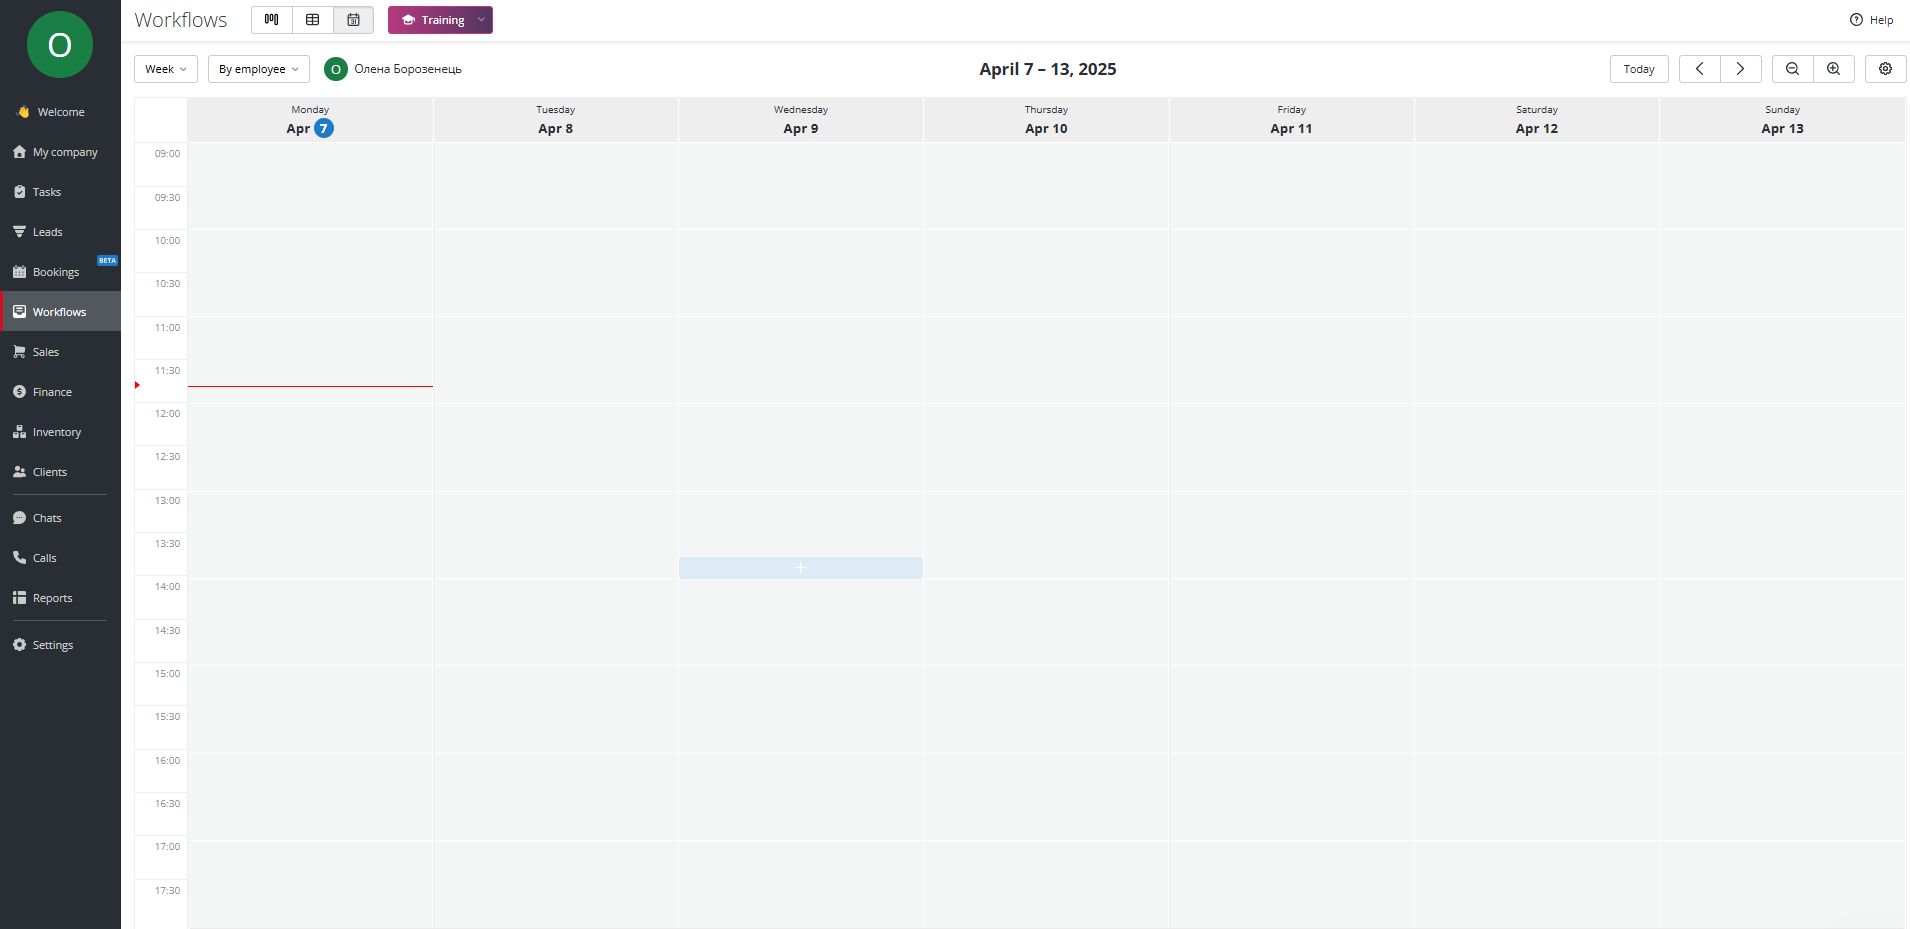 O
Welcome
My company
Tasks
Leads
Bookings
BETA
Workflows
Sales
Finance
Inventory
Clients
Chats
Calls
Reports
Settings
Workflows
31
Training
Help
Week
By employee
O
Олена Борозенець
April 7 – 13, 2025
Today
Monday
Apr 7
Tuesday
Apr 8
Wednesday
Apr 9
Thursday
Apr 10
Friday
Apr 11
Saturday
Apr 12
Sunday
Apr 13
09:00
09:30
10:00
10:30
11:00
11:30
12:00
12:30
13:00
13:30
14:00
14:30
15:00
15:30
16:00
16:30
17:00
17:30